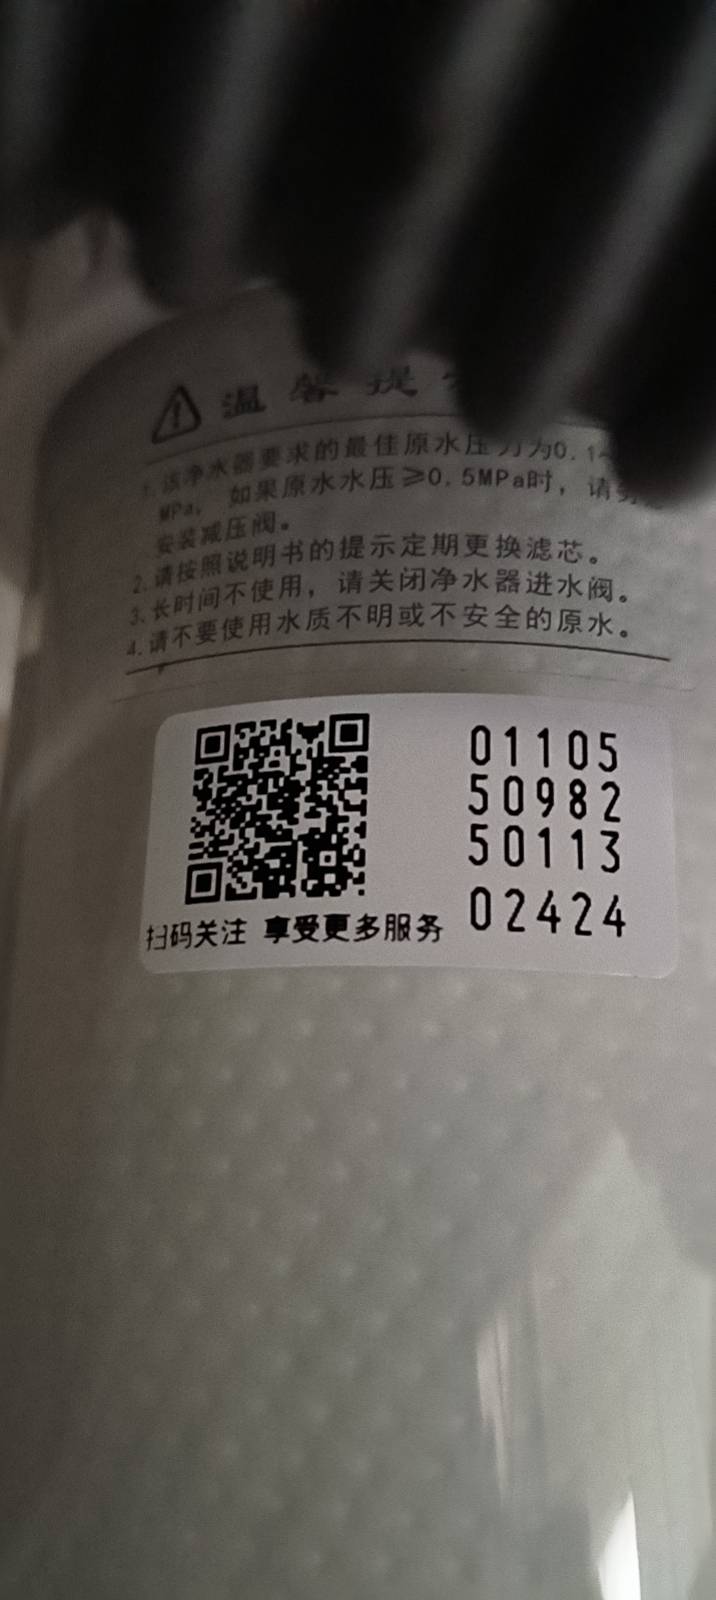 温馨提
1.该净水器要求的最佳原水压力为0.1~
MPa，如果原水水压≥0.5MPa时，请
安装减压阀。
2.请按照说明书的提示定期更换滤芯。
3.长时间不使用，请关闭净水器进水阀。
4.请不要使用水质不明或不安全的原水。
01105
50982
50113
02424
扫码关注 享受更多服务